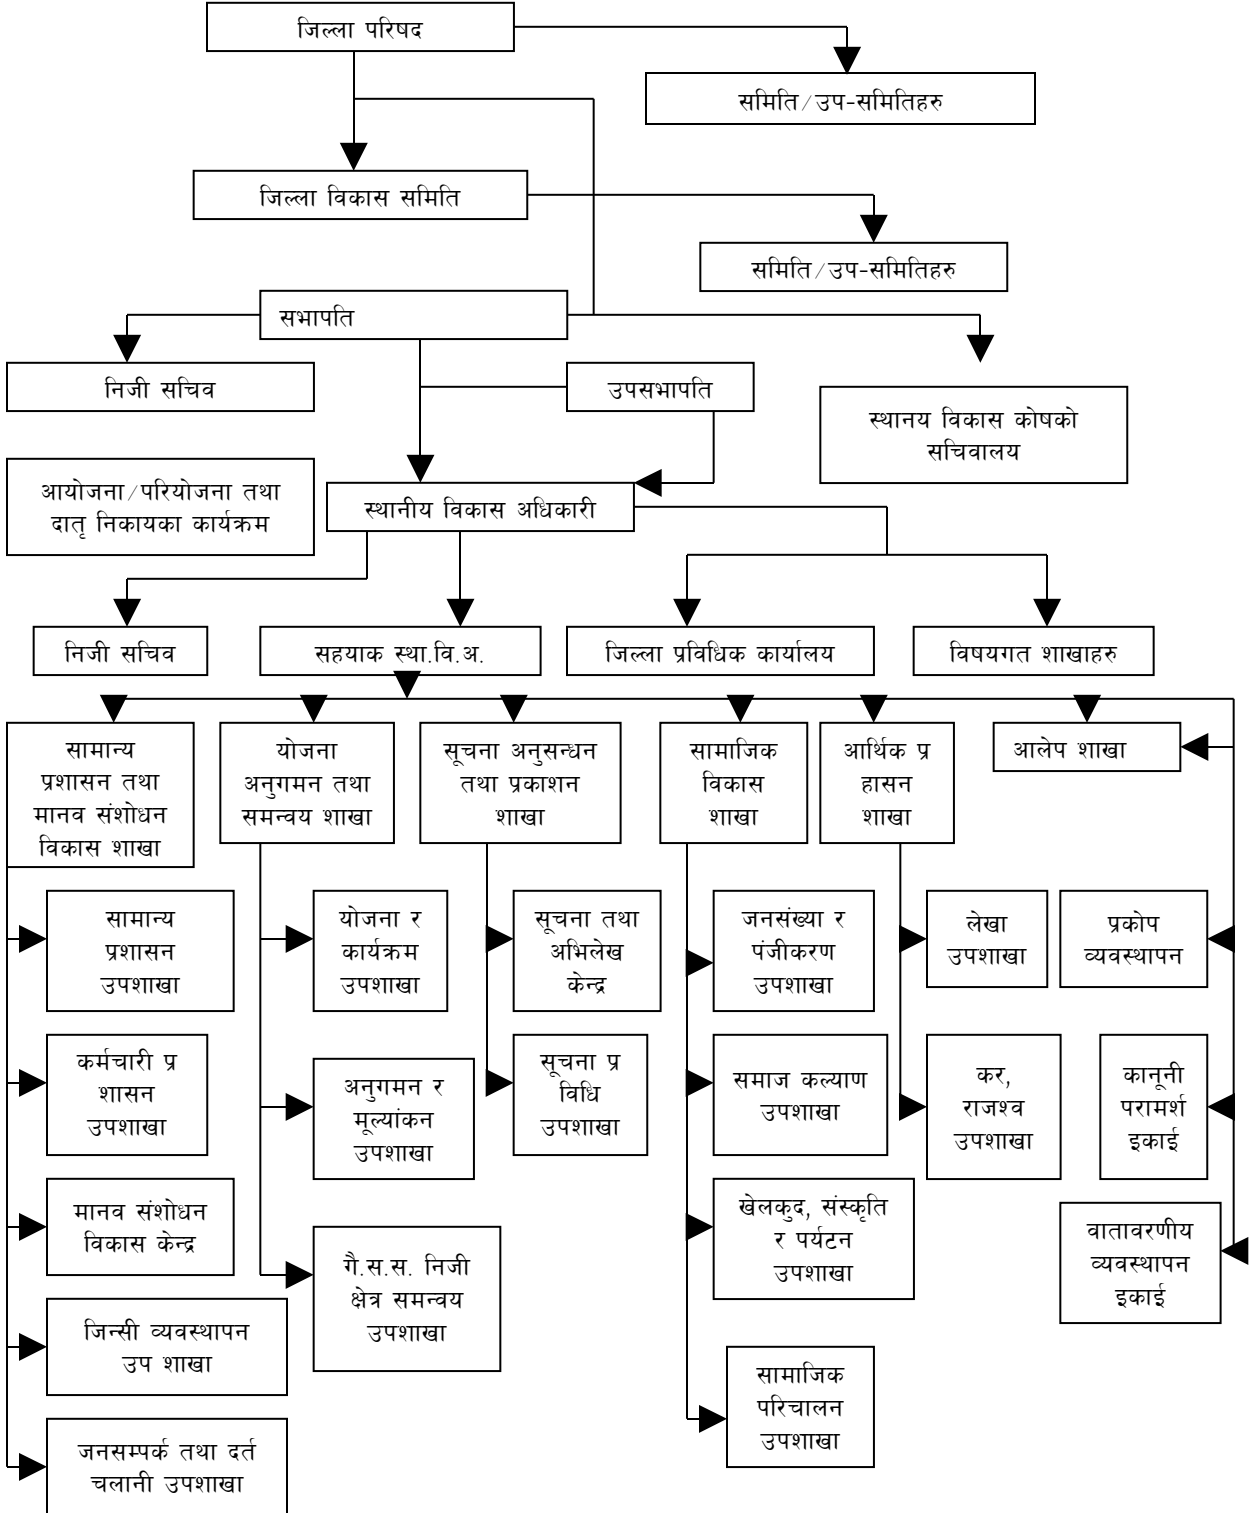 जिल्ला परिषद
समिति/उप-समितिहरु
जिल्ला विकास समिति
समिति/उप-समितिहरु
सभापति
निजी सचिव
उपसभापति
स्थानय विकास कोषको
सचिवालय
आयोजना/परियोजना तथा
दातृ निकायका कार्यक्रम
स्थानीय विकास अधिकारी
निजी सचिव
सहयाक स्था.वि.अ.
जिल्ला प्रविधिक कार्यालय
विषयगत शाखाहरु
सामान्य
प्रशासन तथा
मानव संशोधन
विकास शाखा
योजना
अनुगमन तथा
समन्वय शाखा
सूचना अनुसन्धन
तथा प्रकाशन
शाखा
सामाजिक
विकास
शाखा
आर्थिक प्र
हासन
शाखा
आलेप शाखा
सामान्य
प्रशासन
उपशाखा
योजना र
कार्यक्रम
उपशाखा
सूचना तथा
अभिलेख
केन्द्र
जनसंख्या र
पंजीकरण
उपशाखा
लेखा
उपशाखा
प्रकोप
व्यवस्थापन
कर्मचारी प्र
शासन
उपशाखा
अनुगमन र
मूल्यांकन
उपशाखा
सूचना प्र
विधि
उपशाखा
समाज कल्याण
उपशाखा
कर,
राजश्व
उपशाखा
कानूनी
परामर्श
इकाई
मानव संशोधन
विकास केन्द्र
गै.स.स. निजी
क्षेत्र समन्वय
उपशाखा
खेलकुद, संस्कृति
र पर्यटन
उपशाखा
वातावरणीय
व्यवस्थापन
इकाई
जिन्सी व्यवस्थापन
उप शाखा
सामाजिक
परिचालन
उपशाखा
जनसम्पर्क तथा दर्त
चलानी उपशाखा